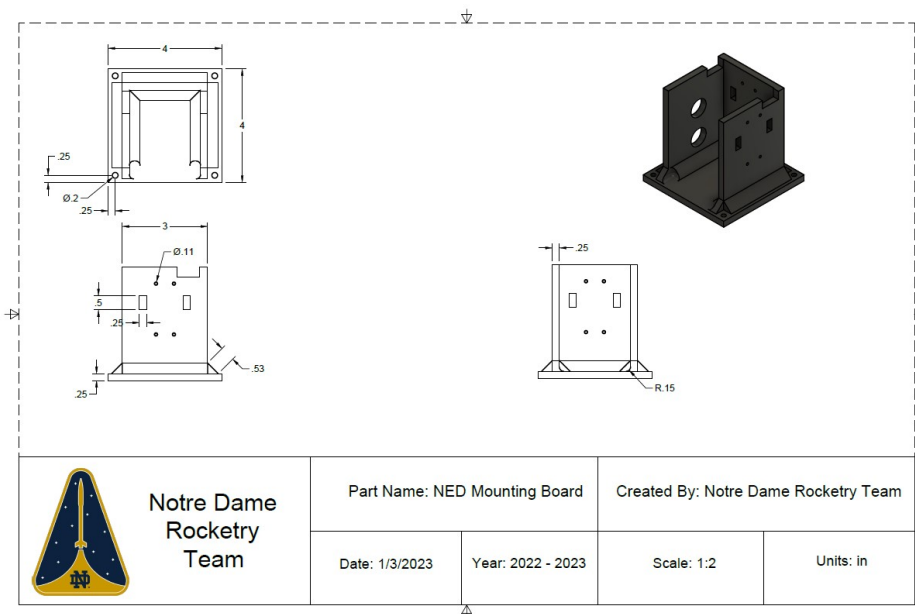 4
4
.25
Ø.2
.25
3
Ø.11
.5
.25
.53
.25
.25
R.15
Notre Dame
Rocketry
Team
ND
Part Name: NED Mounting Board
Created By: Notre Dame Rocketry Team
Date: 1/3/2023
Year: 2022 - 2023
Scale: 1:2
Units: in